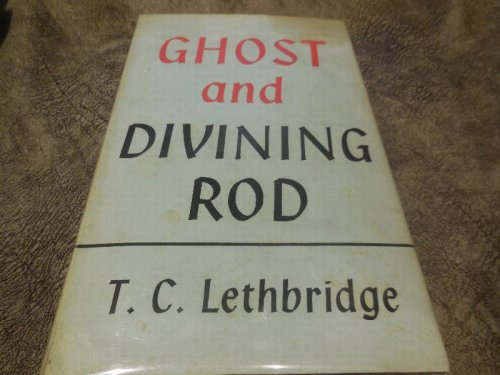 GHOST
and
DIVINING
ROD
T. C. Lethbridge